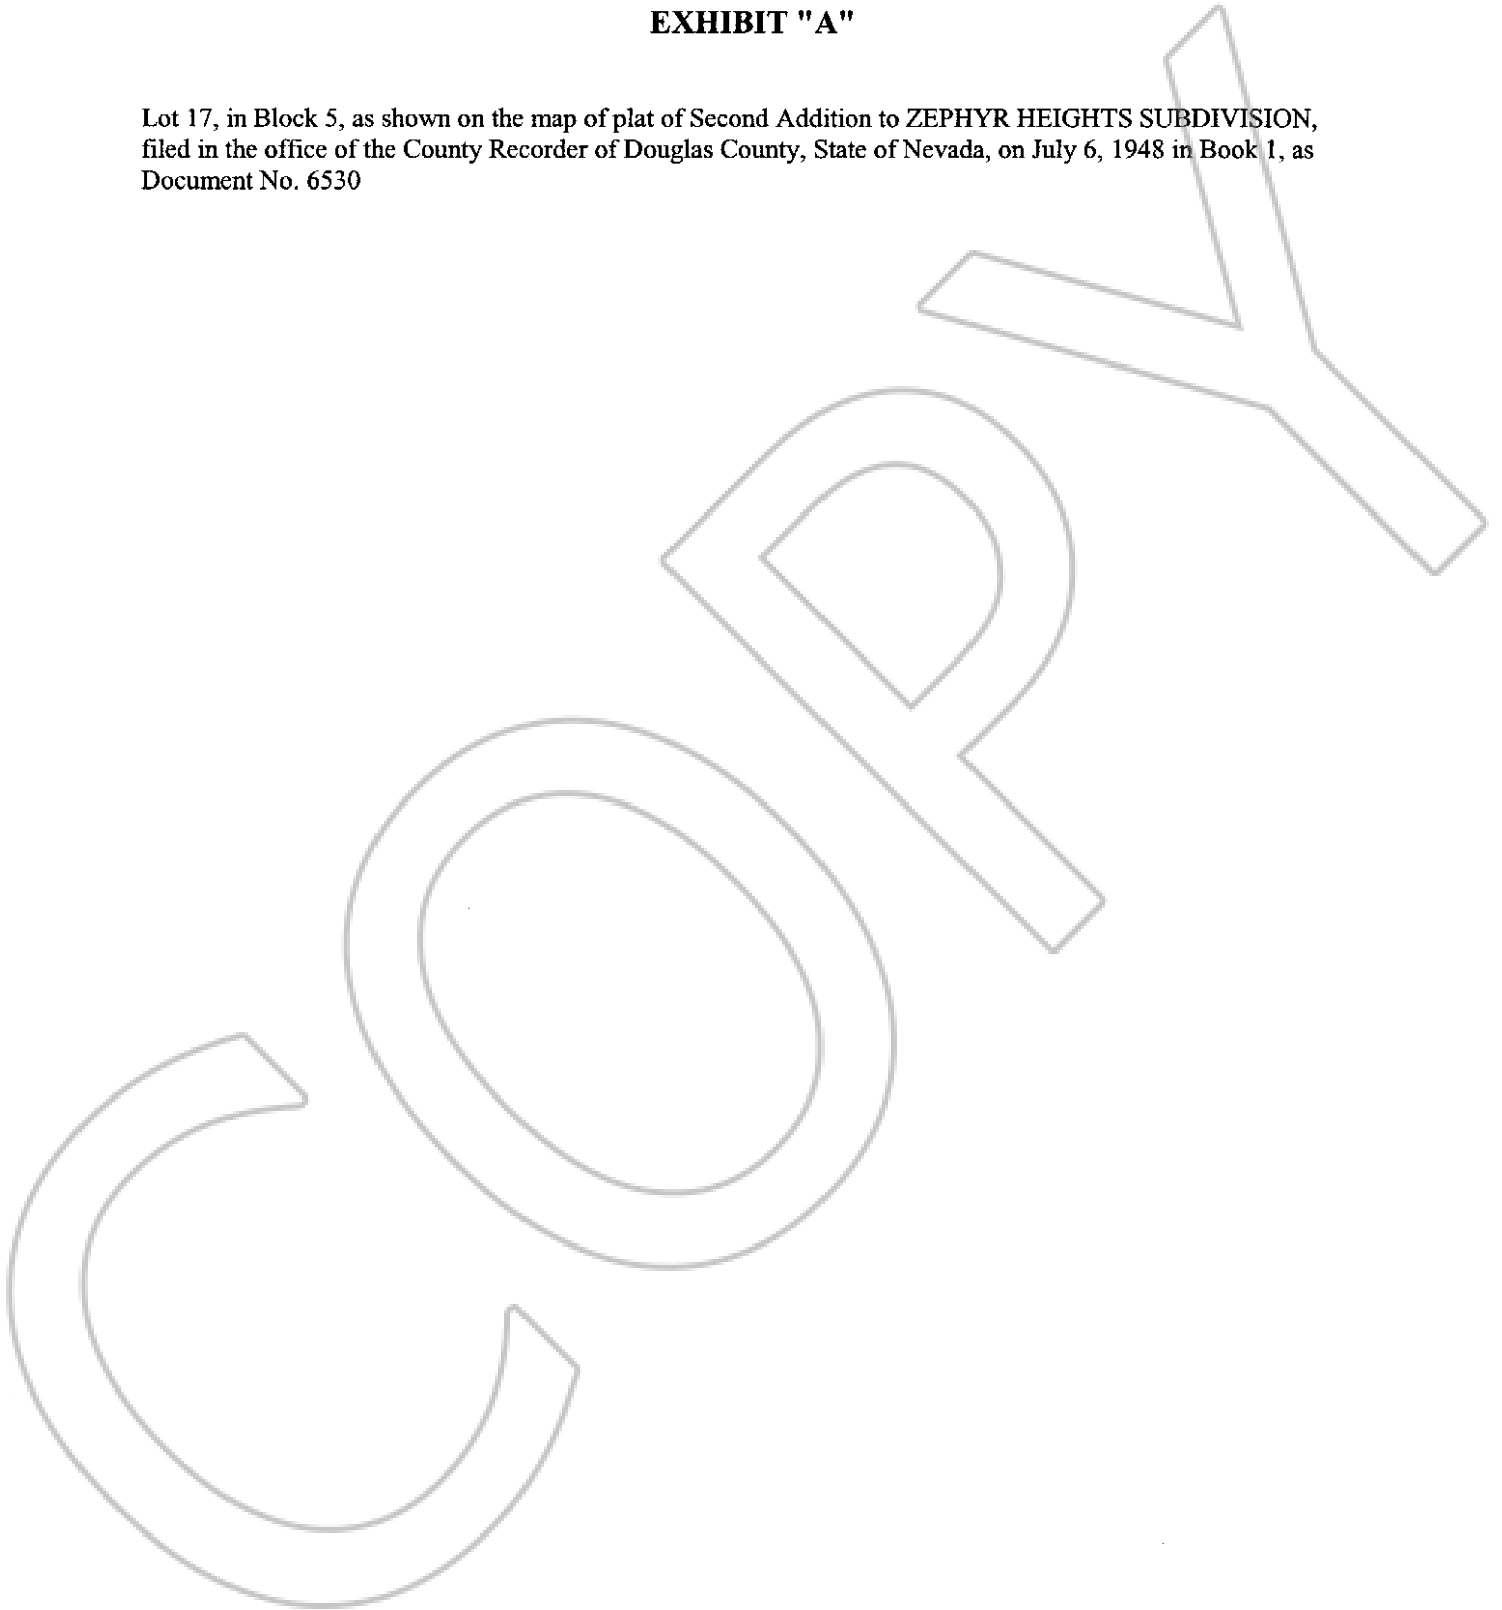 EXHIBIT "A"
Lot 17, in Block 5, as shown on the map of plat of Second Addition to ZEPHYR HEIGHTS SUBDIVISION,
filed in the office of the County Recorder of Douglas County, State of Nevada, on July 6, 1948 in Book 1, as
Document No. 6530
COPY